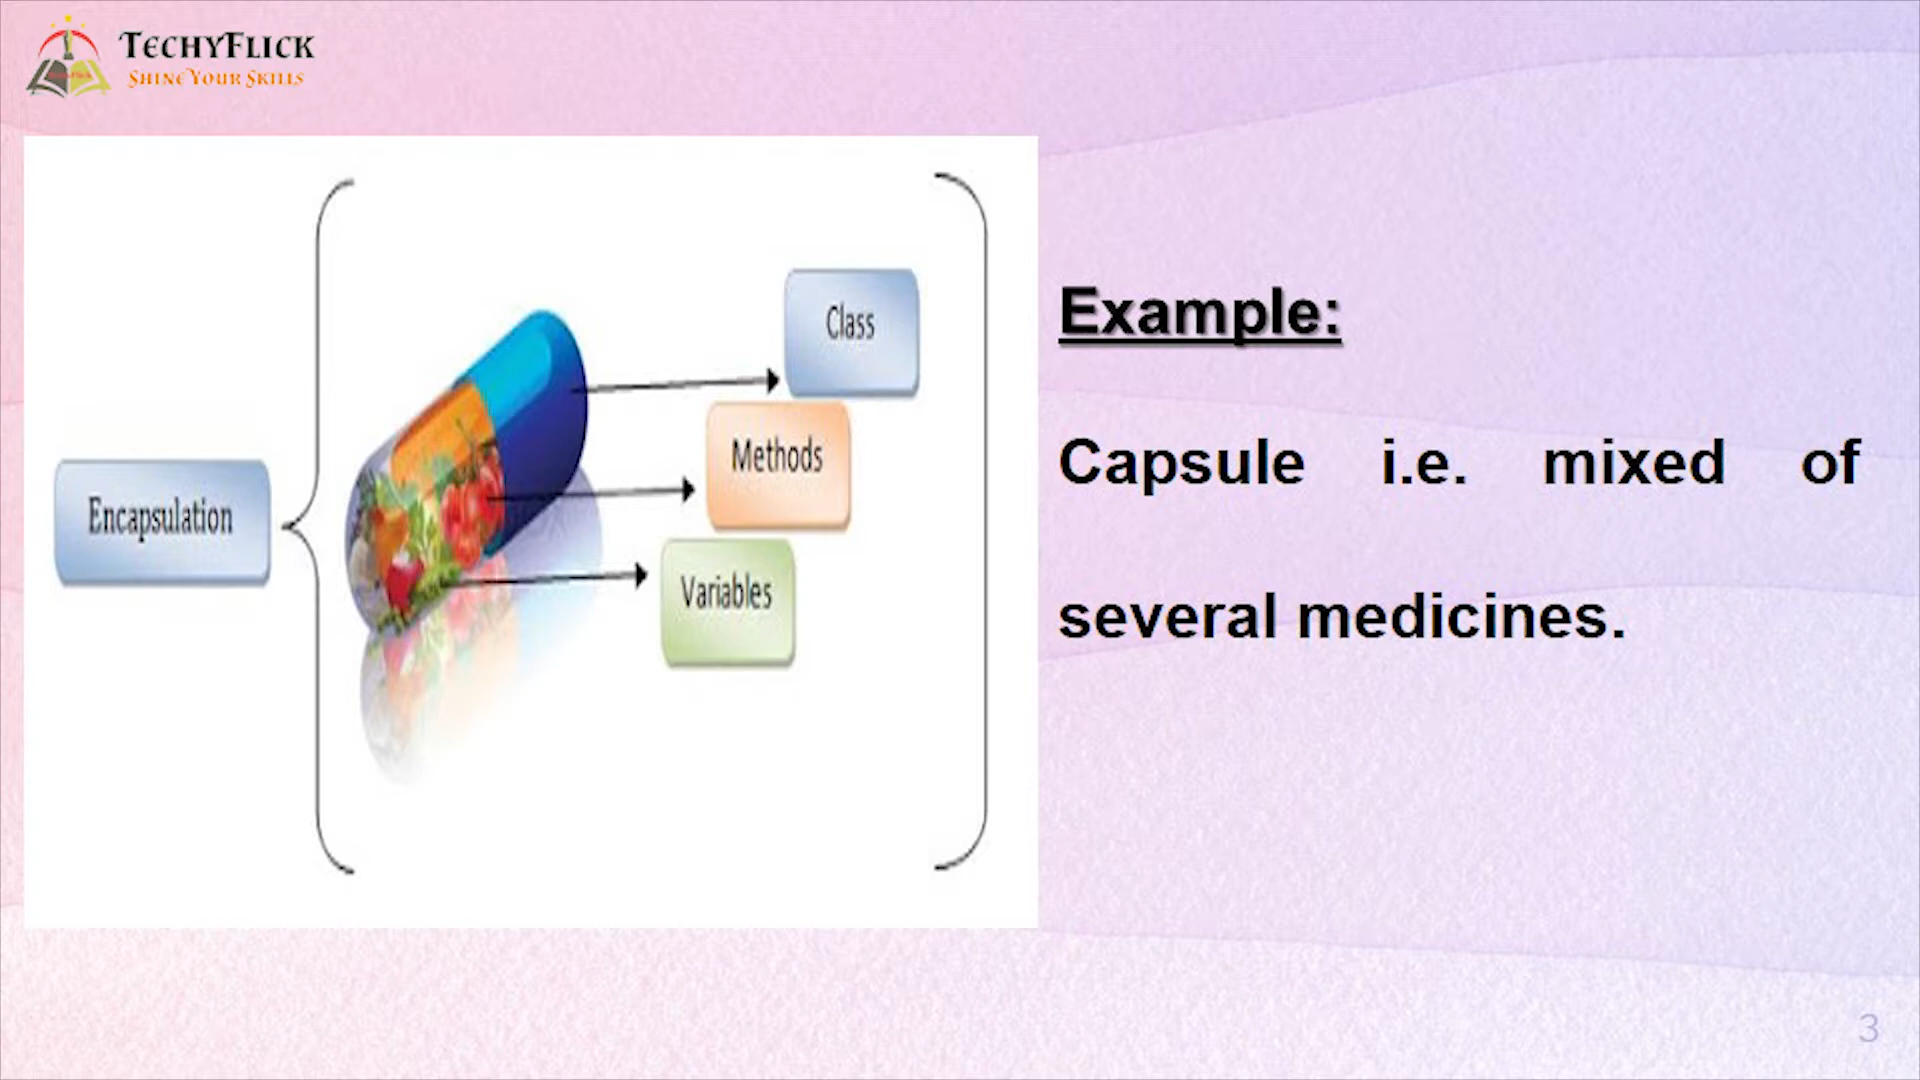 TECHYFLICK
SHINE YOUR SKILLS
Encapsulation
Class
Methods
Variables
Example:
Capsule i.e. mixed of
several medicines.
3